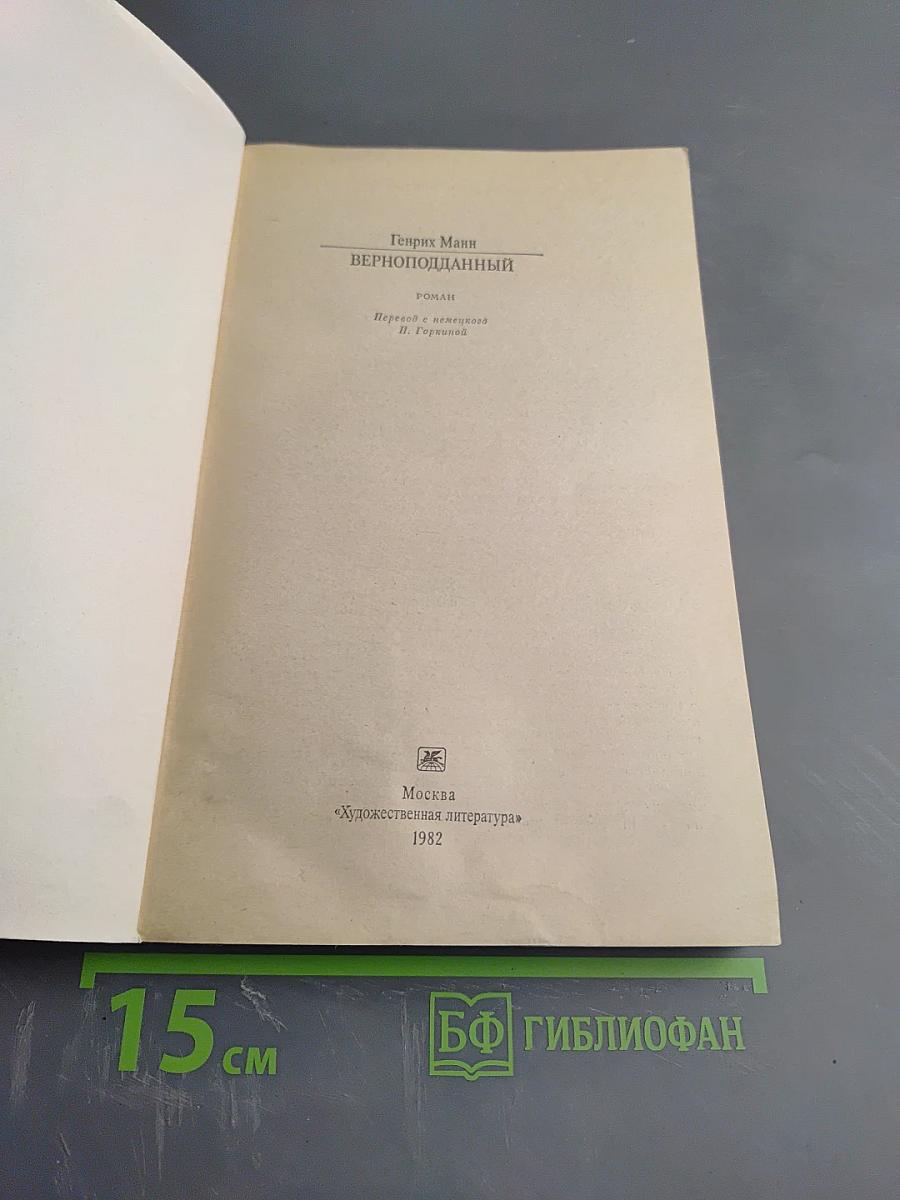 Генрих Манн
ВЕРНОПОДДАННЫЙ
РОМАН
Перевод с немецкого
И. Горкиной
Москва
«Художественная литература»
1982
15 см
БФ ГИБЛИОФАН